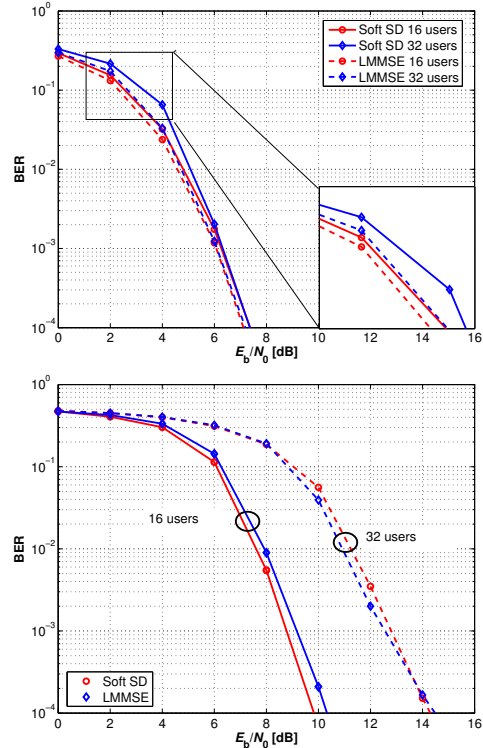 Soft SD 16 users
Soft SD 32 users
LMMSE 16 users
LMMSE 32 users
BER
10^0
10^-1
10^-2
10^-3
10^-4
0 2 4 6 8 10 12 14 16
E_b/N_0 [dB]
BER
10^0
10^-1
10^-2
10^-3
10^-4
16 users
32 users
Soft SD
LMMSE
0 2 4 6 8 10 12 14 16
E_b/N_0 [dB]